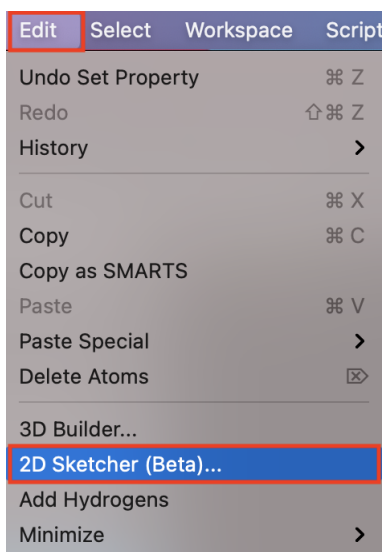 Edit Select Workspace Script
Undo Set Property ⌘ Z
Redo ⇧⌘ Z
History
Cut ⌘ X
Copy ⌘ C
Copy as SMARTS
Paste ⌘ V
Paste Special
Delete Atoms ⌦
3D Builder...
2D Sketcher (Beta)...
Add Hydrogens
Minimize